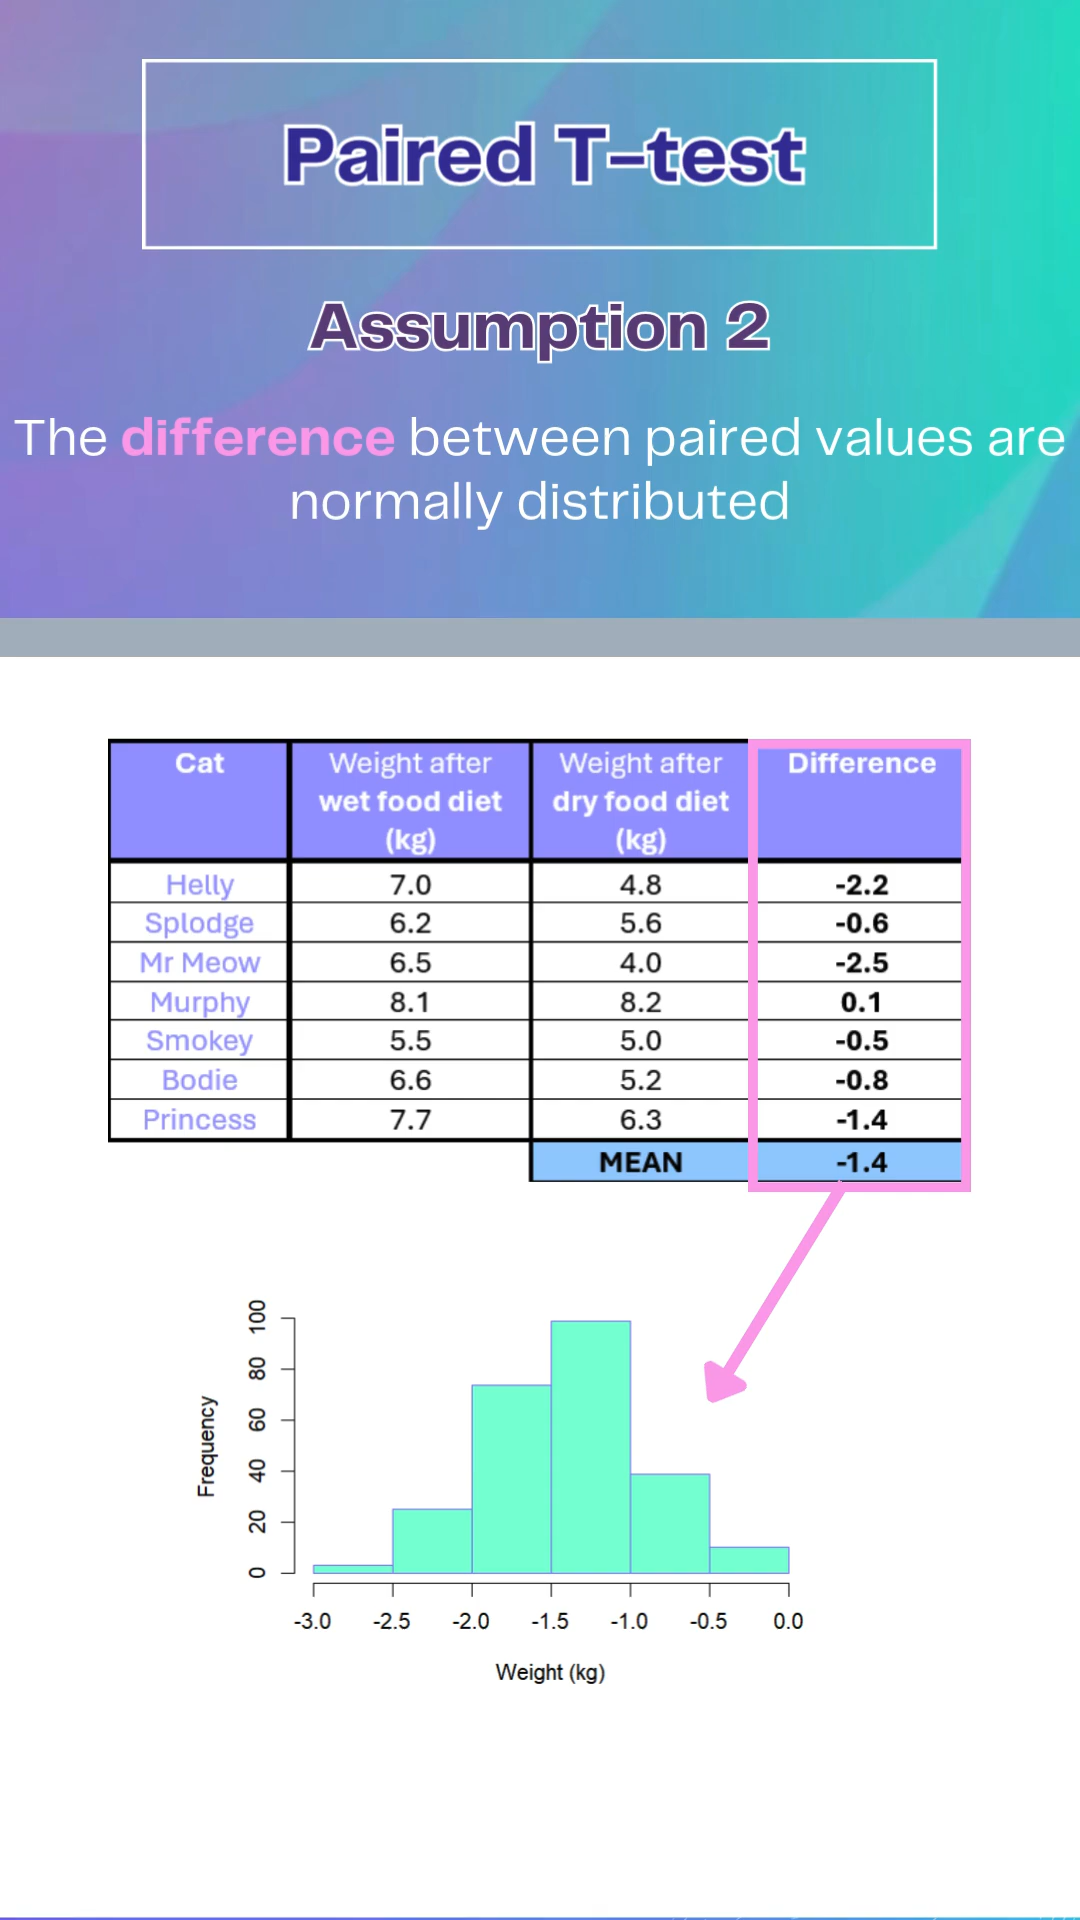 Paired T-test
Assumption 2
The difference between paired values are
normally distributed
Cat Weight after wet food diet (kg) Weight after dry food diet (kg) Difference
Helly 7.0 4.8 -2.2
Splodge 6.2 5.6 -0.6
Mr Meow 6.5 4.0 -2.5
Murphy 8.1 8.2 0.1
Smokey 5.5 5.0 -0.5
Bodie 6.6 5.2 -0.8
Princess 7.7 6.3 -1.4
MEAN -1.4
Frequency
100
80
60
40
20
0
-3.0 -2.5 -2.0 -1.5 -1.0 -0.5 0.0
Weight (kg)